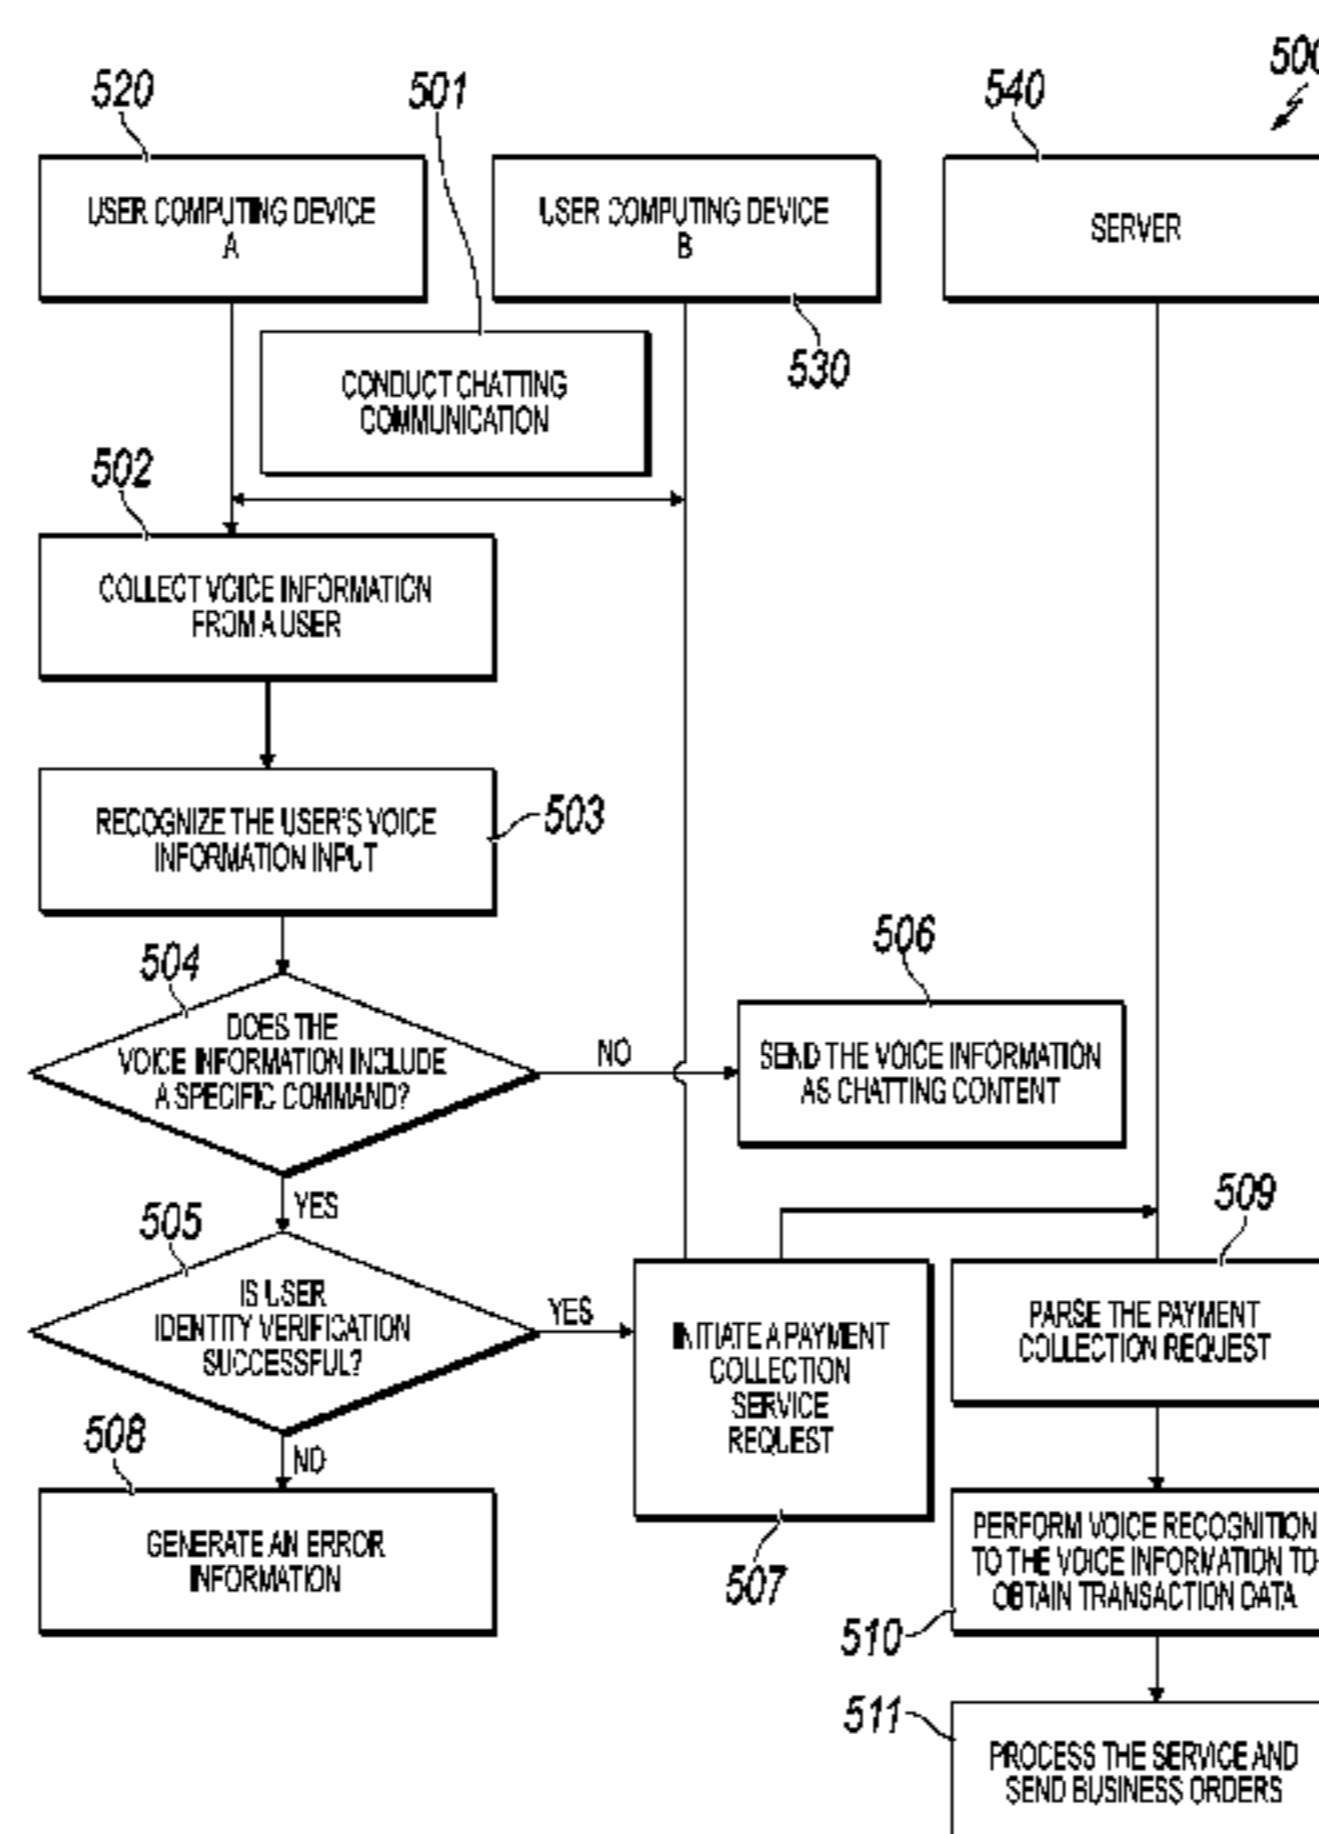 500
520
501
540
USER COMPUTING DEVICE
A
USER COMPUTING DEVICE
B
SERVER
530
CONDUCT CHATTING
COMMUNICATION
502
COLLECT VOICE INFORMATION
FROM A USER
RECOGNIZE THE USER'S VOICE
INFORMATION INPUT
503
504
506
DOES THE
VOICE INFORMATION INCLUDE
A SPECIFIC COMMAND?
NO
SEND THE VOICE INFORMATION
AS CHATTING CONTENT
YES
505
509
IS USER
IDENTITY VERIFICATION
SUCCESSFUL?
YES
INITIATE A PAYMENT
COLLECTION
SERVICE
REQUEST
PARSE THE PAYMENT
COLLECTION REQUEST
508
NO
GENERATE AN ERROR
INFORMATION
507
PERFORM VOICE RECOGNITION
TO THE VOICE INFORMATION TO
OBTAIN TRANSACTION DATA
510
511
PROCESS THE SERVICE AND
SEND BUSINESS ORDERS